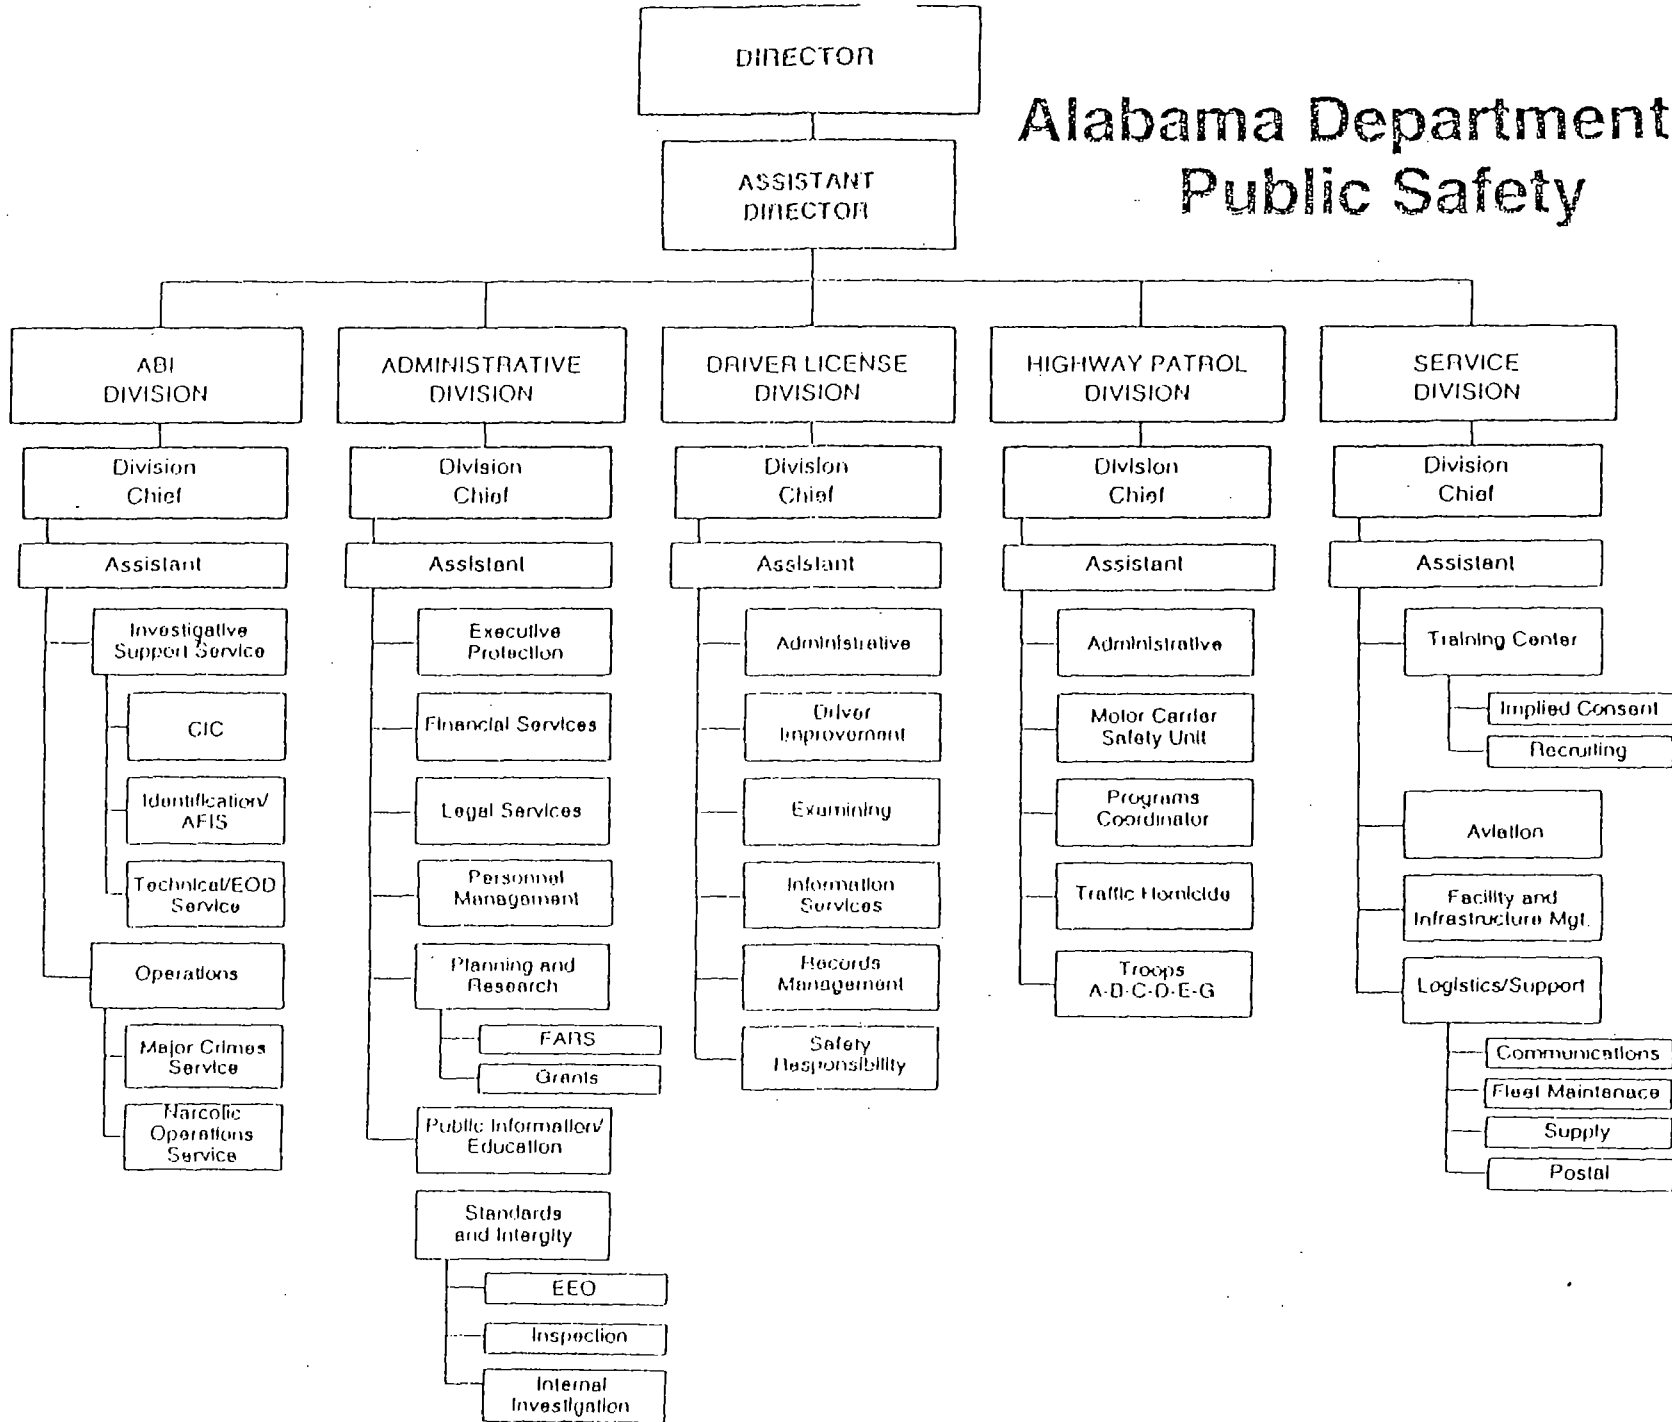 DIRECTOR
Alabama Department
Public Safety
ASSISTANT
DIRECTOR
ABI
DIVISION
Division
Chief
Assistant
Investigative
Support Service
CIC
Identification/
AFIS
Technical/EOD
Service
Operations
Major Crimes
Service
Narcotic
Operations
Service
ADMINISTRATIVE
DIVISION
Division
Chief
Assistant
Executive
Protection
Financial Services
Legal Services
Personnel
Management
Planning and
Research
FARS
Grants
Public Information/
Education
Standards
and Intergity
EEO
Inspection
Internal
Investigation
DRIVER LICENSE
DIVISION
Division
Chief
Assistant
Administrative
Driver
Improvement
Examining
Information
Services
Records
Management
Safety
Responsibility
HIGHWAY PATROL
DIVISION
Division
Chief
Assistant
Administrative
Motor Carrier
Safety Unit
Programs
Coordinator
Traffic Homicide
Troops
A-B-C-D-E-G
SERVICE
DIVISION
Division
Chief
Assistant
Training Center
Implied Consent
Recruiting
Aviation
Facility and
Infrastructure Mgt.
Logistics/Support
Communications
Fleet Maintenace
Supply
Postal